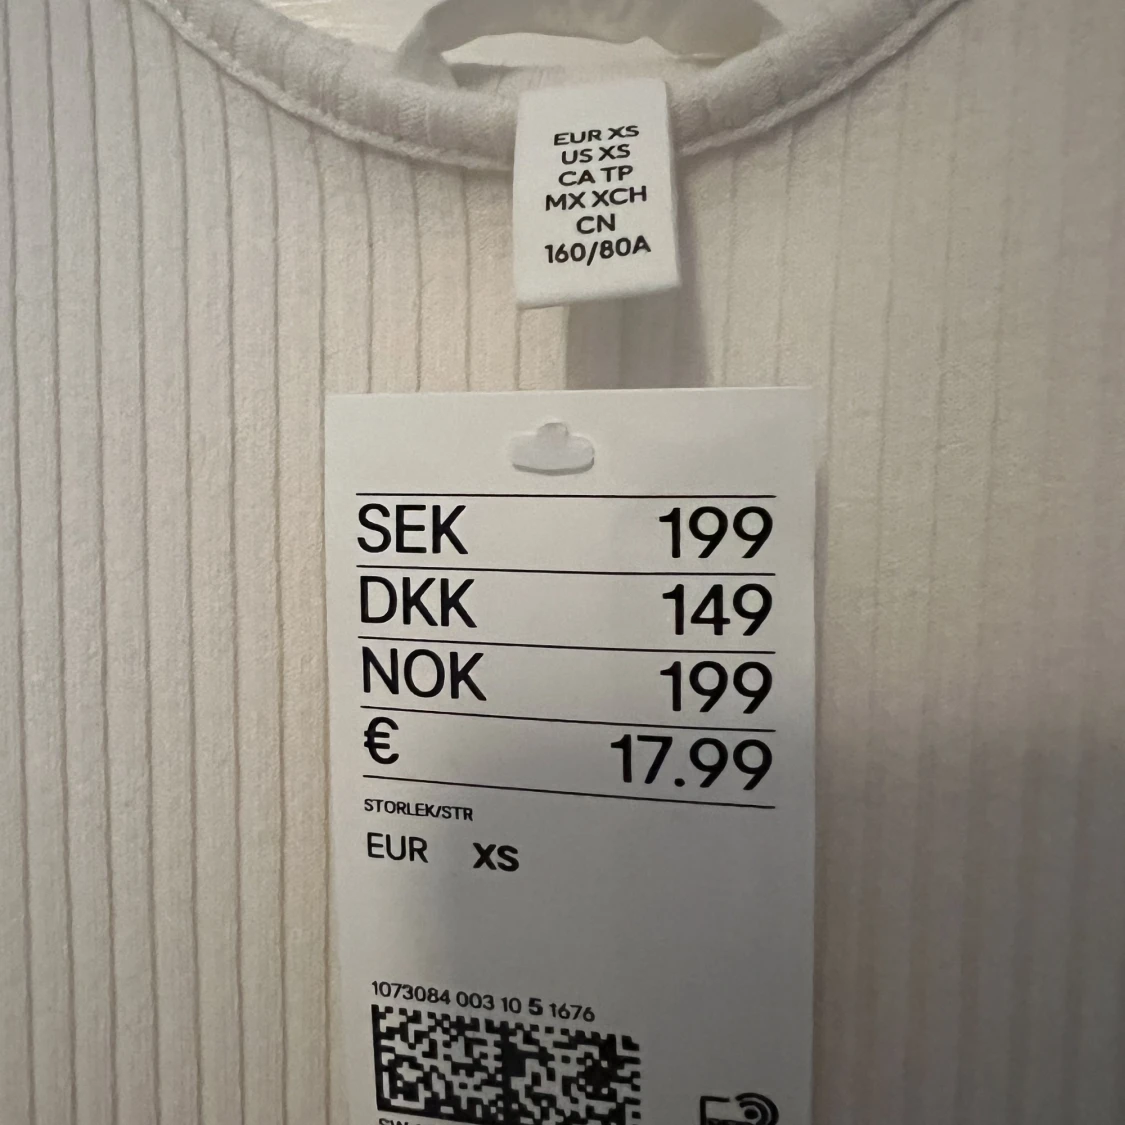 EUR XS
US XS
CA TP
MX XCH
CN
160/80A
SEK 199
DKK 149
NOK 199
€ 17.99
STORLEK/STR
EUR XS
1073084 003 10 5 1676